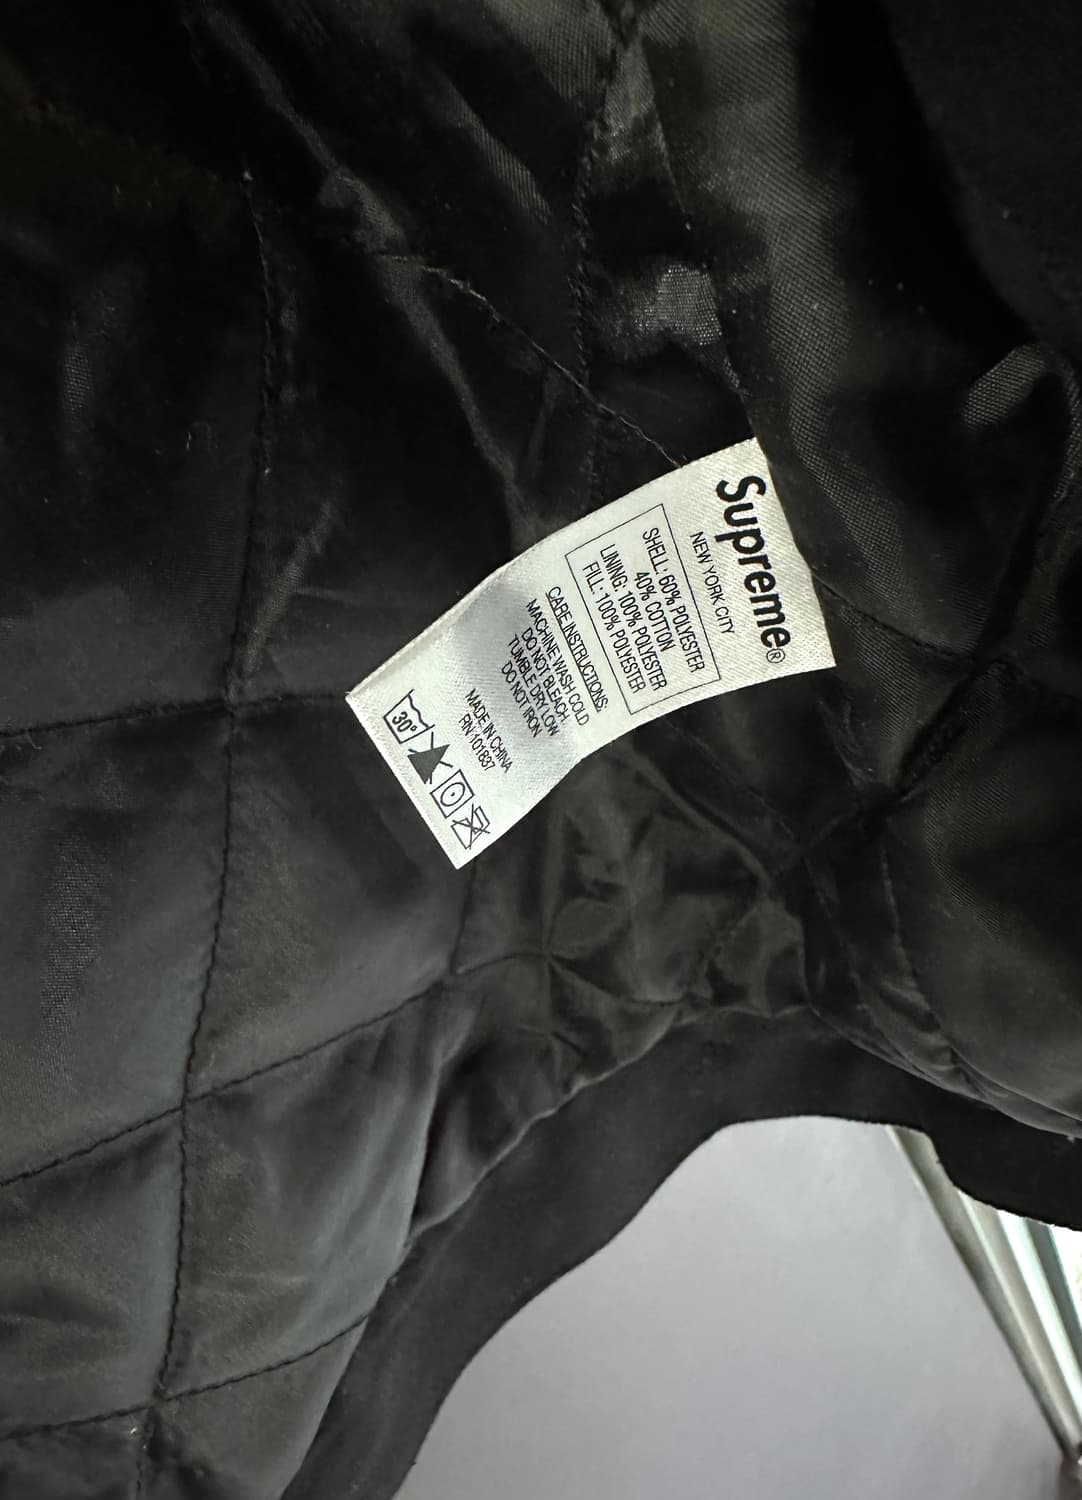 Supreme®
NEW YORK CITY
SHELL: 60% POLYESTER
40% COTTON
LINING: 100% POLYESTER
FILL: 100% POLYESTER
CARE INSTRUCTIONS:
MACHINE WASH COLD
DO NOT BLEACH
TUMBLE DRY LOW
DO NOT IRON
MADE IN CHINA
RN 101837
30°